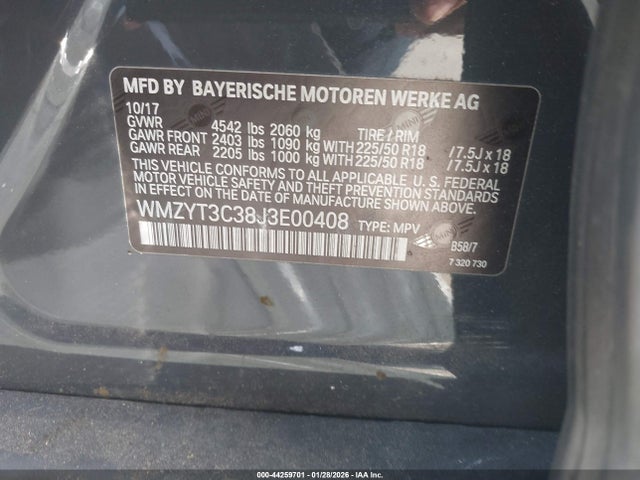 MFD BY BAYERISCHE MOTOREN WERKE AG
10/17
GVWR 4542 lbs 2060 kg TIRE / RIM
GAWR FRONT 2403 lbs 1090 kg WITH 225/50 R18 / 7.5J x 18
GAWR REAR 2205 lbs 1000 kg WITH 225/50 R18 / 7.5J x 18
THIS VEHICLE CONFORMS TO ALL APPLICABLE U. S. FEDERAL
MOTOR VEHICLE SAFETY, BUMPER, AND THEFT PREVENTION STANDARDS
IN EFFECT ON THE DATE OF MANUFACTURE SHOWN ABOVE.
WMZYT3C38J3E00408 TYPE: MPV
MINI
B58/7
7 320 730
000-44259701 - 01/28/2026 - IAA Holdings, LLC